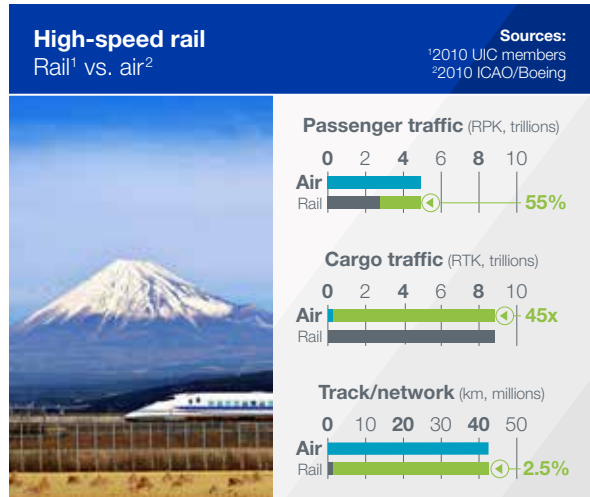 High-speed rail
Rail¹ vs. air²
Sources:
¹2010 UIC members
²2010 ICAO/Boeing
Passenger traffic (RPK, trillions)
0 2 4 6 8 10
Air
Rail 55%
Cargo traffic (RTK, trillions)
0 2 4 6 8 10
Air 45x
Rail
Track/network (km, millions)
0 10 20 30 40 50
Air
Rail 2.5%